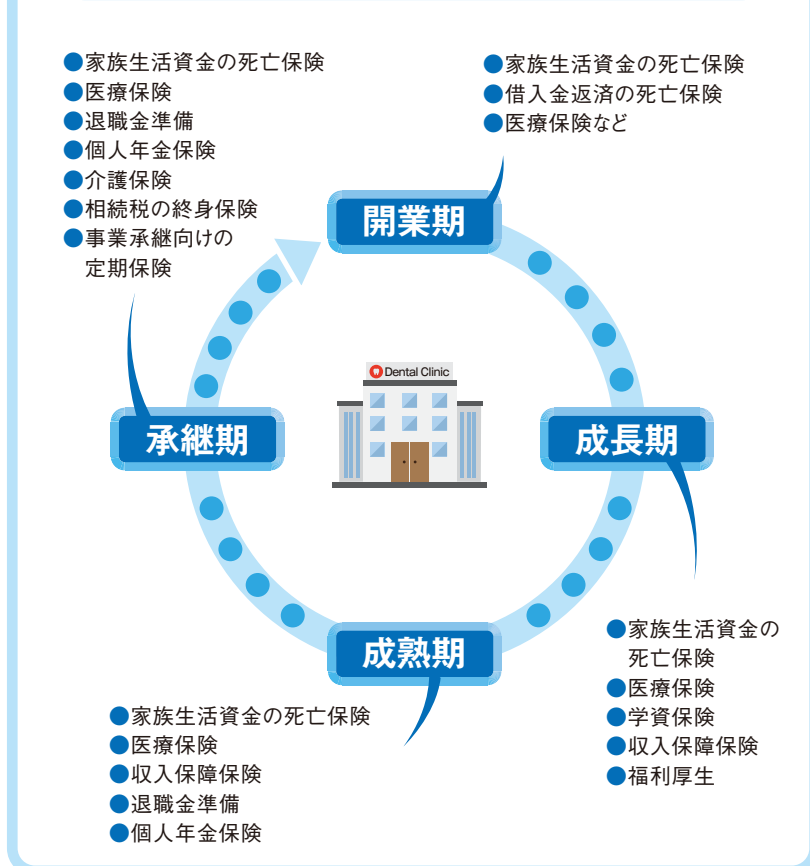 ●家族生活資金の死亡保険
●医療保険
●退職金準備
●個人年金保険
●介護保険
●相続税の終身保険
●事業承継向けの
定期保険
●家族生活資金の死亡保険
●借入金返済の死亡保険
●医療保険など
開業期
Dental Clinic
承継期
成長期
成熟期
●家族生活資金の
死亡保険
●医療保険
●学資保険
●収入保障保険
●福利厚生
●家族生活資金の死亡保険
●医療保険
●収入保障保険
●退職金準備
●個人年金保険